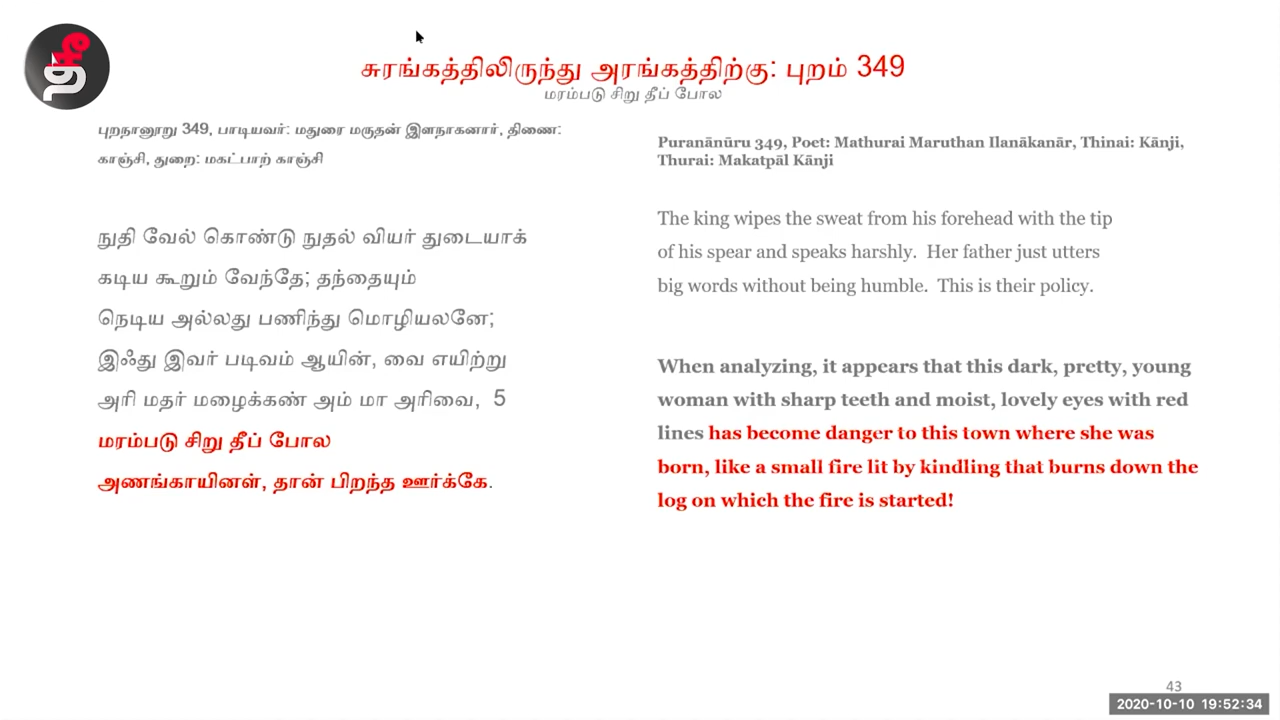 சுரங்கத்திலிருந்து அரங்கத்திற்கு: புறம் 349
மரம்படு சிறு தீப் போல
புறநானூறு 349, பாடியவர்: மதுரை மருதன் இளநாகனார், திணை:
காஞ்சி, துறை: மகட்பாற் காஞ்சி
நுதி வேல் கொண்டு நுதல் வியர் துடையாக்
கடிய கூறும் வேந்தே; தந்தையும்
நெடிய அல்லது பணிந்து மொழியலனே;
இஃது இவர் படிவம் ஆயின், வை எயிற்று
அரி மதர் மழைக்கண் அம் மா அரிவை, 5
மரம்படு சிறு தீப் போல
அணங்காயினள், தான் பிறந்த ஊர்க்கே.
Puranānūru 349, Poet: Mathurai Maruthan Ilanākanār, Thinai: Kānji,
Thurai: Makatpāl Kānji
The king wipes the sweat from his forehead with the tip
of his spear and speaks harshly. Her father just utters
big words without being humble. This is their policy.
When analyzing, it appears that this dark, pretty, young
woman with sharp teeth and moist, lovely eyes with red
lines has become danger to this town where she was
born, like a small fire lit by kindling that burns down the
log on which the fire is started!
43
2020-10-10 19:52:34